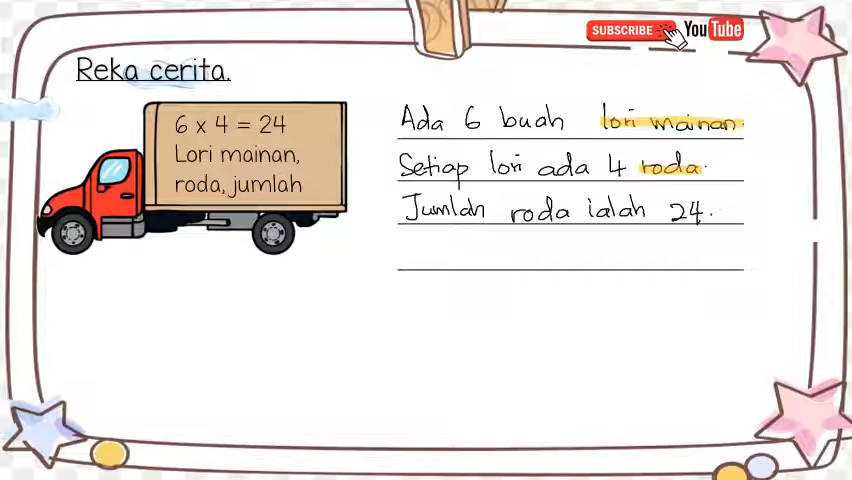 SUBSCRIBE YouTube
Reka cerita.
6 x 4 = 24
Lori mainan,
roda, jumlah
Ada 6 buah lori mainan.
Setiap lori ada 4 roda.
Jumlah roda ialah 24.